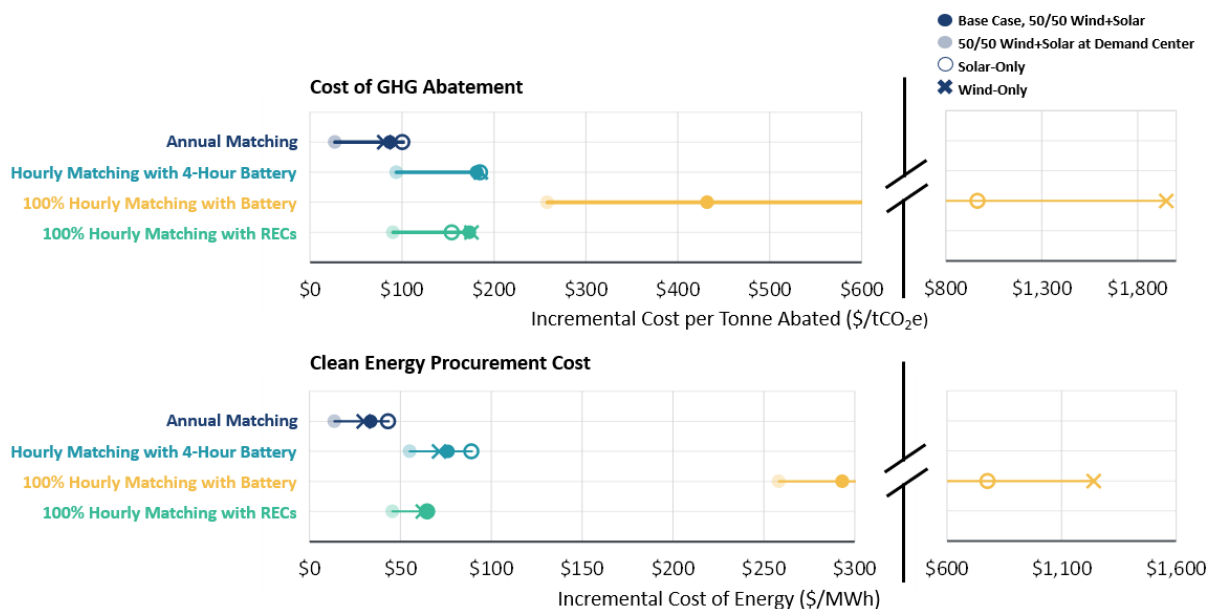 Base Case, 50/50 Wind+Solar
50/50 Wind+Solar at Demand Center
Solar-Only
Wind-Only
Cost of GHG Abatement
Annual Matching
Hourly Matching with 4-Hour Battery
100% Hourly Matching with Battery
100% Hourly Matching with RECs
$0 $100 $200 $300 $400 $500 $600 $800 $1,300 $1,800
Incremental Cost per Tonne Abated ($/tCO₂e)
Clean Energy Procurement Cost
Annual Matching
Hourly Matching with 4-Hour Battery
100% Hourly Matching with Battery
100% Hourly Matching with RECs
$0 $50 $100 $150 $200 $250 $300 $600 $1,100 $1,600
Incremental Cost of Energy ($/MWh)